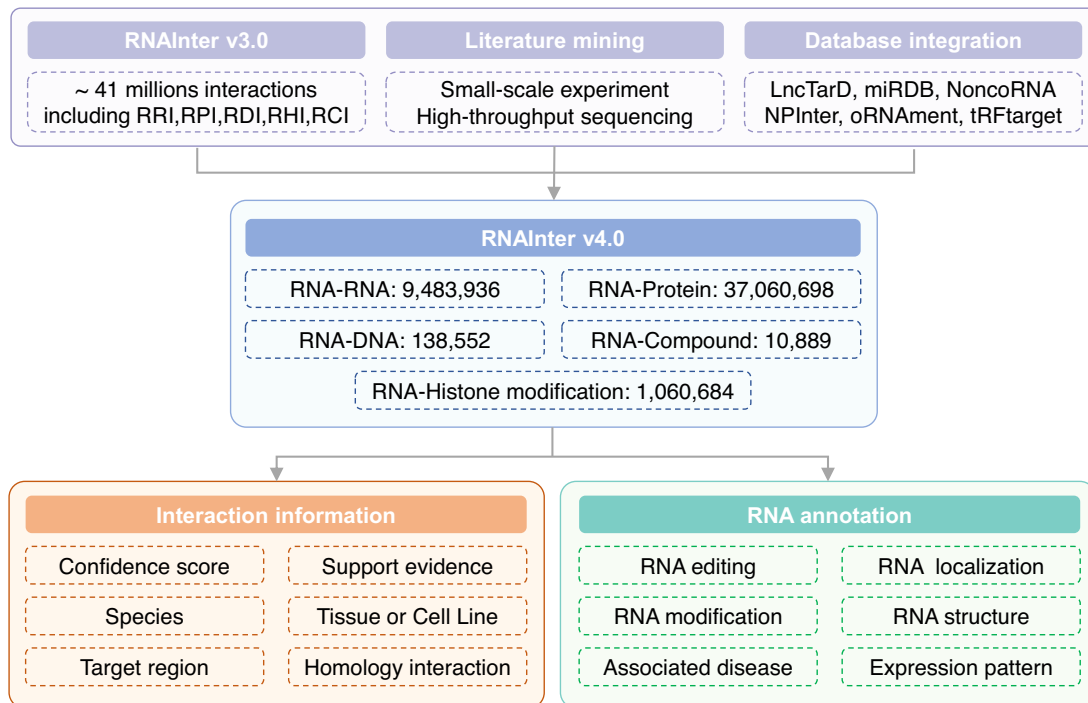 RNAInter v3.0
Literature mining
Database integration
~ 41 millions interactions
including RRI,RPI,RDI,RHI,RCI
Small-scale experiment
High-throughput sequencing
LncTarD, miRDB, NoncoRNA
NPInter, oRNAment, tRFtarget
RNAInter v4.0
RNA-RNA: 9,483,936
RNA-Protein: 37,060,698
RNA-DNA: 138,552
RNA-Compound: 10,889
RNA-Histone modification: 1,060,684
Interaction information
Confidence score
Support evidence
Species
Tissue or Cell Line
Target region
Homology interaction
RNA annotation
RNA editing
RNA  localization
RNA modification
RNA structure
Associated disease
Expression pattern